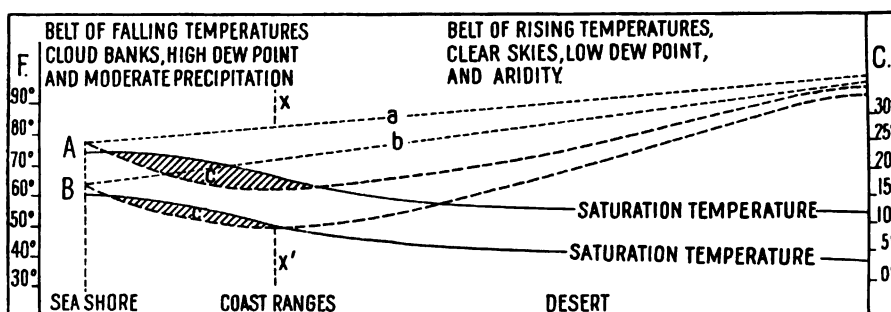 BELT OF FALLING TEMPERATURES
CLOUD BANKS, HIGH DEW POINT
AND MODERATE PRECIPITATION
BELT OF RISING TEMPERATURES,
CLEAR SKIES, LOW DEW POINT,
AND ARIDITY.
F.
C.
90°
80°
70°
60°
50°
40°
30°
30°
25°
20°
15°
10°
5°
0°
x
a
b
A
B
C
C
x'
SATURATION TEMPERATURE
SATURATION TEMPERATURE
SEA SHORE
COAST RANGES
DESERT